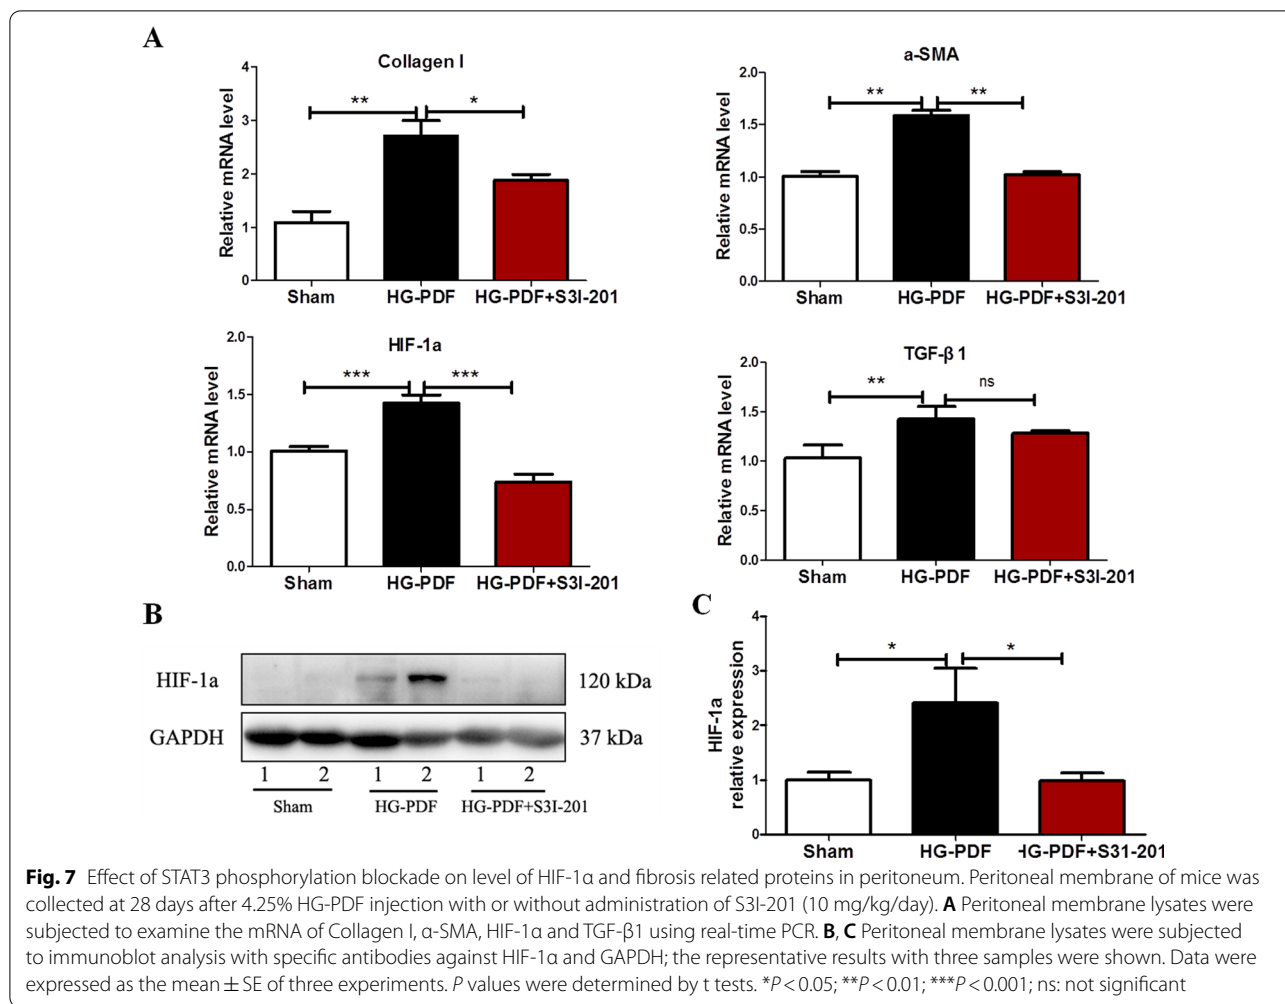 A
Collagen I
Relative mRNA level
4
3
2
1
0
**
*
Sham
HG-PDF
HG-PDF+S3I-201
a-SMA
Relative mRNA level
2.0
1.5
1.0
0.5
0.0
**
**
Sham
HG-PDF
HG-PDF+S3I-201
HIF-1a
Relative mRNA level
2.0
1.5
1.0
0.5
0.0
***
***
Sham
HG-PDF
HG-PDF+S3I-201
TGF-β 1
Relative mRNA level
2.0
1.5
1.0
0.5
0.0
**
ns
Sham
HG-PDF
HG-PDF+S3I-201
B
HIF-1a
120 kDa
GAPDH
37 kDa
1 2 1 2 1 2
Sham
HG-PDF
HG-PDF+S3I-201
C
HIF-1a
relative expression
4
3
2
1
0
*
*
Sham
HG-PDF
HG-PDF+S31-201
Fig. 7 Effect of STAT3 phosphorylation blockade on level of HIF-1α and fibrosis related proteins in peritoneum. Peritoneal membrane of mice was
collected at 28 days after 4.25% HG-PDF injection with or without administration of S3I-201 (10 mg/kg/day). A Peritoneal membrane lysates were
subjected to examine the mRNA of Collagen I, α-SMA, HIF-1α and TGF-β1 using real-time PCR. B, C Peritoneal membrane lysates were subjected
to immunoblot analysis with specific antibodies against HIF-1α and GAPDH; the representative results with three samples were shown. Data were
expressed as the mean ± SE of three experiments. P values were determined by t tests. *P < 0.05; **P < 0.01; ***P < 0.001; ns: not significant